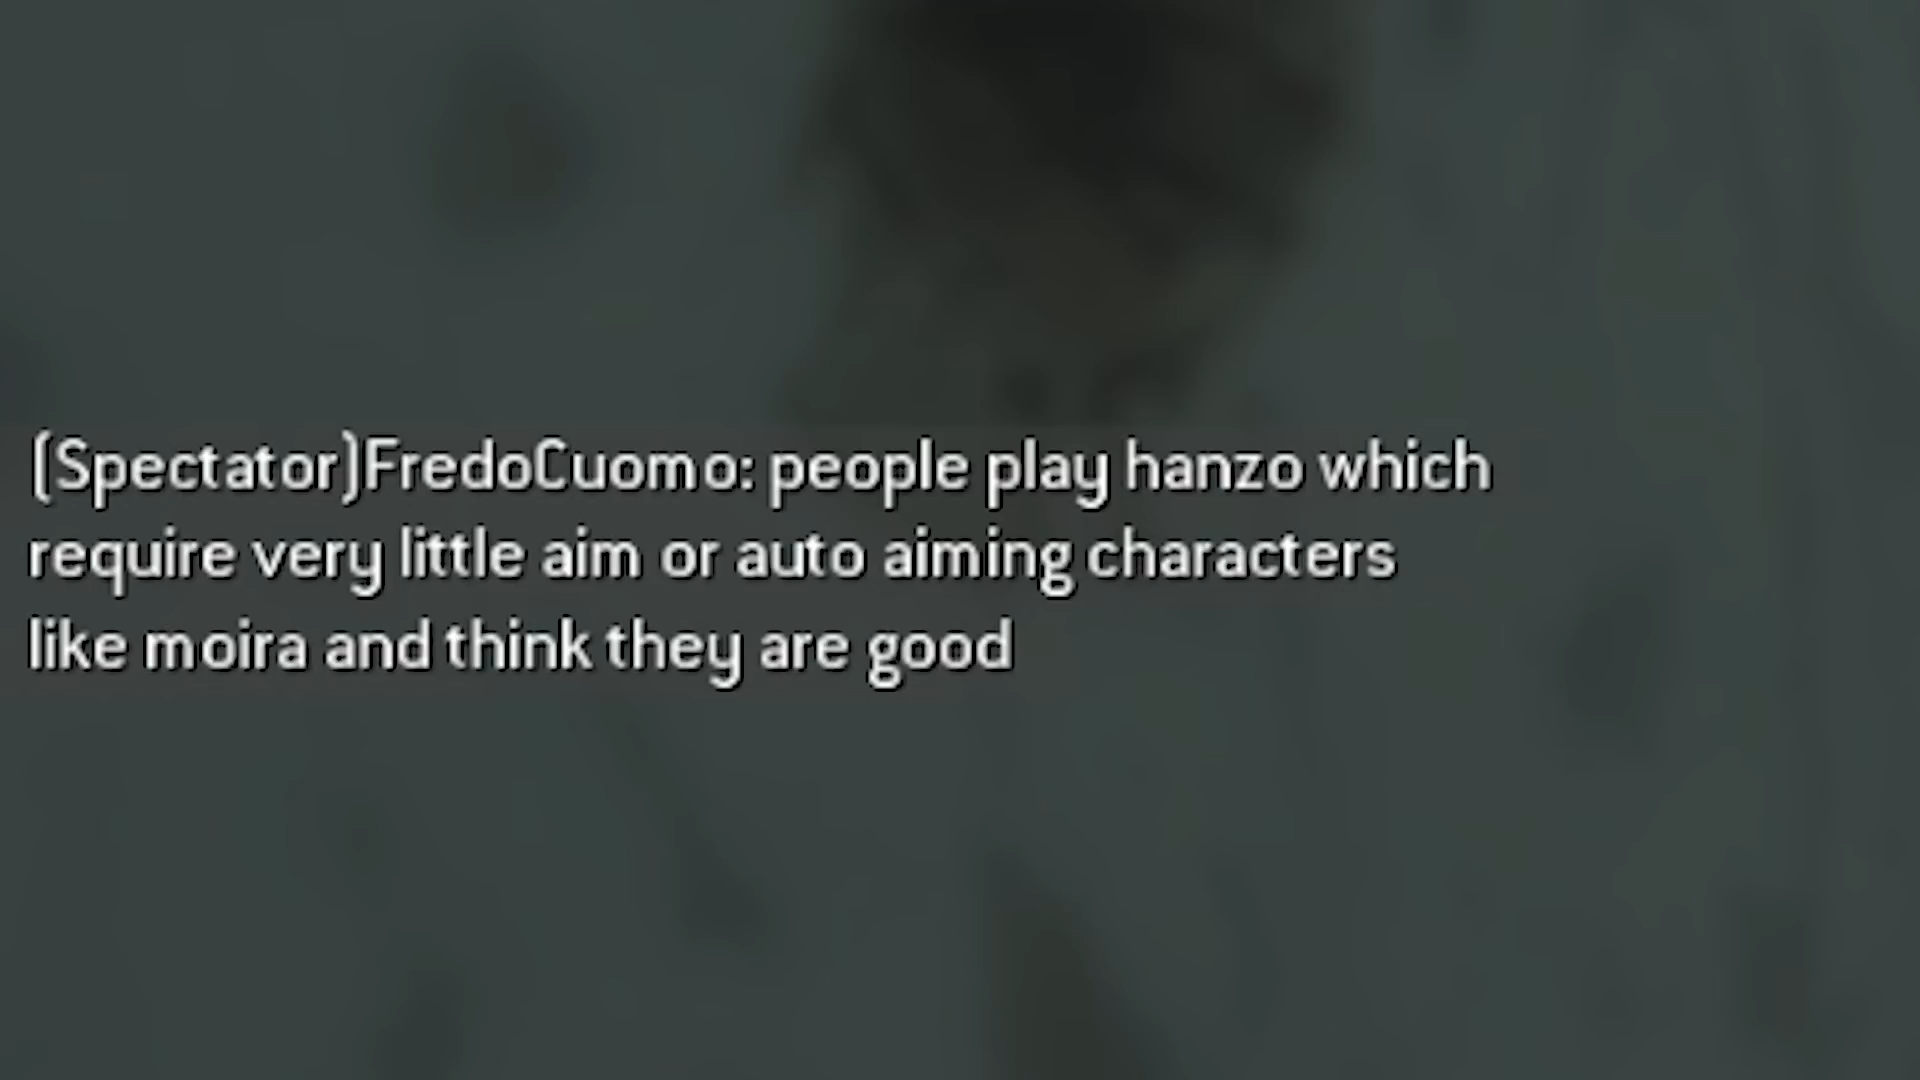 (Spectator)FredoCuomo: people play hanzo which
require very little aim or auto aiming characters
like moira and think they are good